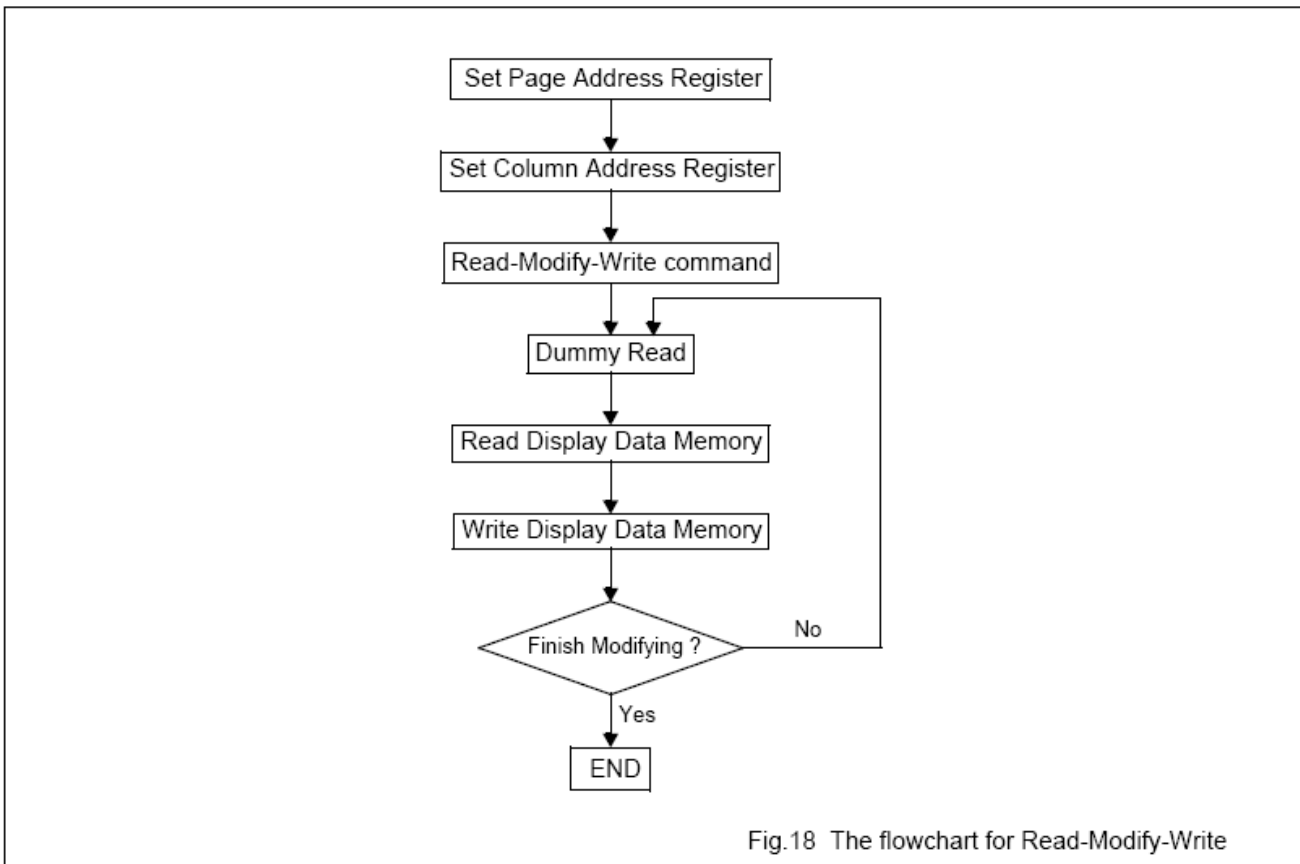 Set Page Address Register
Set Column Address Register
Read-Modify-Write command
Dummy Read
Read Display Data Memory
Write Display Data Memory
Finish Modifying ?
No
Yes
END
Fig.18 The flowchart for Read-Modify-Write